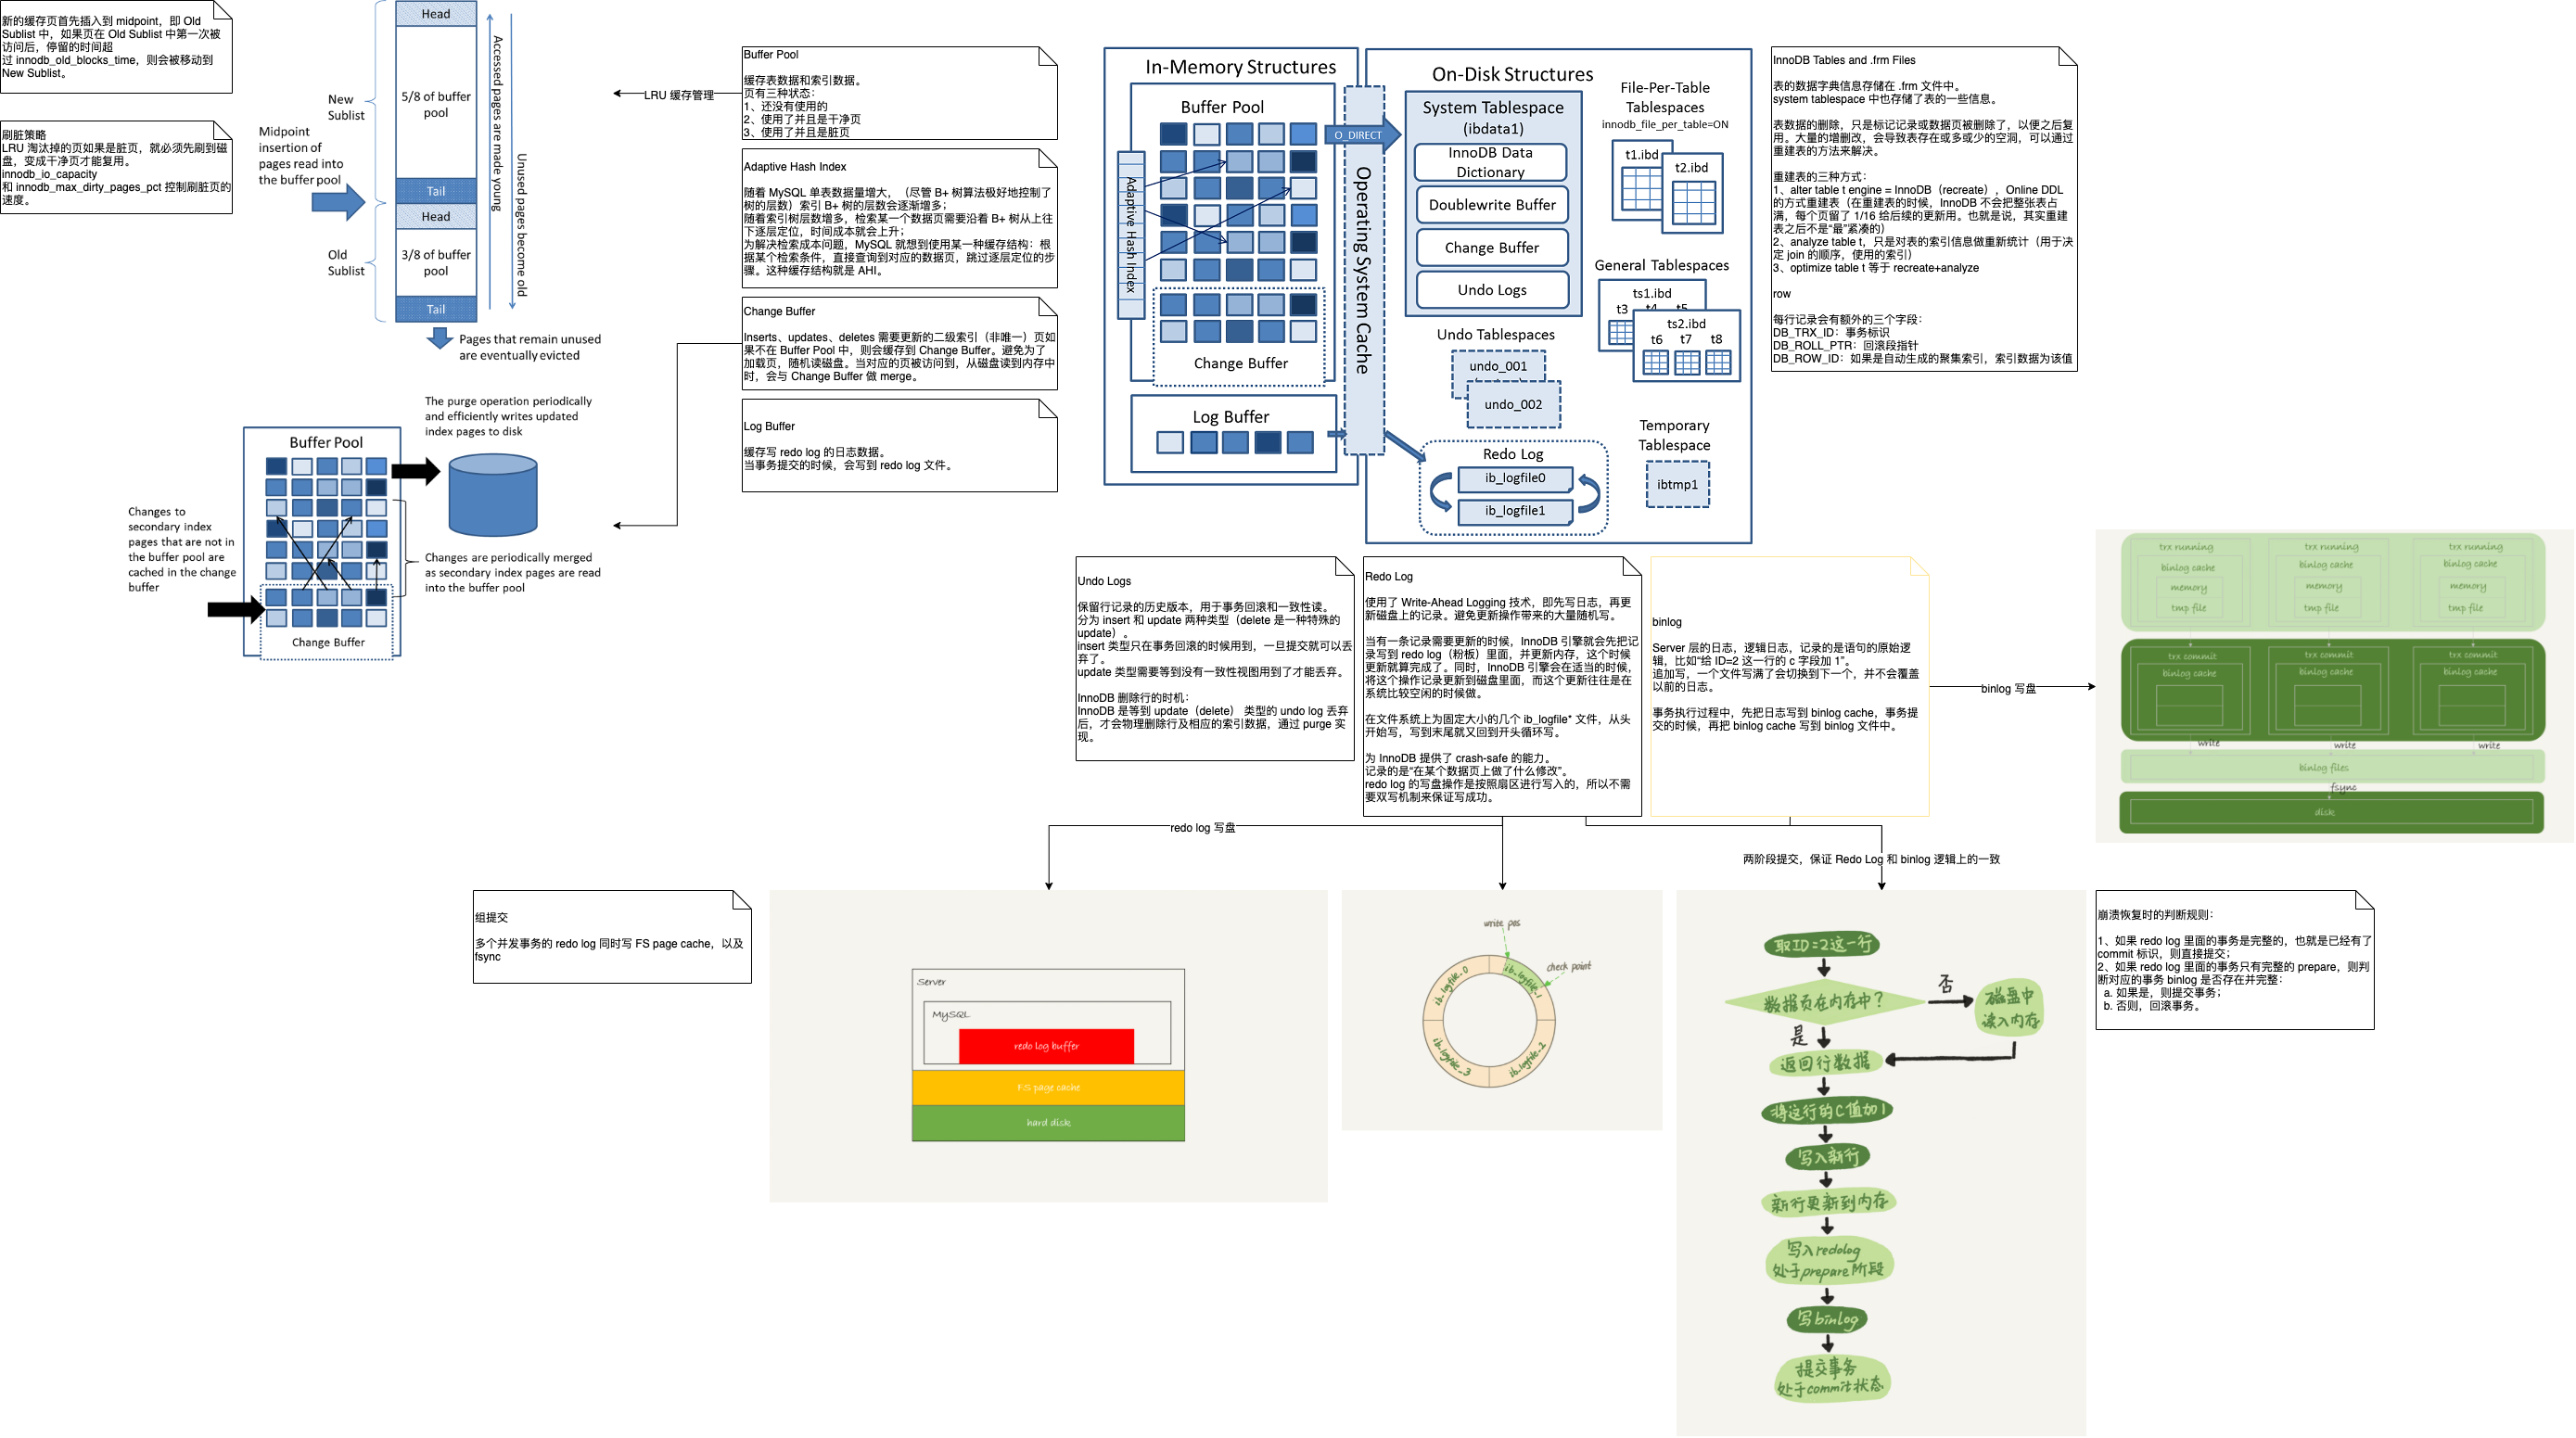 新的缓存页首先插入到 midpoint，即 Old
Sublist 中，如果页在 Old Sublist 中第一次被
访问后，停留的时间超
过 innodb_old_blocks_time，则会被移动到
New Sublist。
刷脏策略
LRU 淘汰掉的页如果是脏页，就必须先刷到磁
盘，变成干净页才能复用。
innodb_io_capacity
和 innodb_max_dirty_pages_pct 控制刷脏页的
速度。
Head
5/8 of buffer
pool
Tail
Head
3/8 of buffer
pool
Tail
New
Sublist
Old
Sublist
Midpoint
insertion of
pages read into
the buffer pool
Accessed pages are made young
Unused pages become old
Pages that remain unused
are eventually evicted
LRU 缓存管理
Buffer Pool
缓存表数据和索引数据。
页有三种状态：
1、还没有使用的
2、使用了并且是干净页
3、使用了并且是脏页
Adaptive Hash Index
随着 MySQL 单表数据量增大，（尽管 B+ 树算法极好地控制了
树的层数）索引 B+ 树的层数会逐渐增多；
随着索引树层数增多，检索某一个数据页需要沿着 B+ 树从上往
下逐层定位，时间成本就会上升；
为解决检索成本问题，MySQL 就想到使用某一种缓存结构：根
据某个检索条件，直接查询到对应的数据页，跳过逐层定位的步
骤。这种缓存结构就是 AHI。
Change Buffer
Inserts、updates、deletes 需要更新的二级索引（非唯一）页如
果不在 Buffer Pool 中，则会缓存到 Change Buffer。避免为了
加载页，随机读磁盘。当对应的页被访问到，从磁盘读到内存中
时，会与 Change Buffer 做 merge。
Log Buffer
缓存写 redo log 的日志数据。
当事务提交的时候，会写到 redo log 文件。
The purge operation periodically
and efficiently writes updated
index pages to disk
Buffer Pool
Changes to
secondary index
pages that are not in
the buffer pool are
cached in the change
buffer
Changes are periodically merged
as secondary index pages are read
into the buffer pool
Change Buffer
In-Memory Structures
Buffer Pool
Adaptive Hash Index
Change Buffer
Log Buffer
Operating System Cache
O_DIRECT
On-Disk Structures
System Tablespace
(ibdata1)
InnoDB Data
Dictionary
Doublewrite Buffer
Change Buffer
Undo Logs
Undo Tablespaces
undo_001
undo_002
Redo Log
ib_logfile0
ib_logfile1
File-Per-Table
Tablespaces
innodb_file_per_table=ON
t1.ibd
t2.ibd
General Tablespaces
ts1.ibd
t3 t4 t5
ts2.ibd
t6 t7 t8
Temporary
Tablespace
ibtmp1
InnoDB Tables and .frm Files
表的数据字典信息存储在 .frm 文件中。
system tablespace 中也存储了表的一些信息。
表数据的删除，只是标记记录或数据页被删除了，以便之后复
用。大量的增删改，会导致表存在或多或少的空洞，可以通过
重建表的方法来解决。
重建表的三种方式：
1、alter table t engine = InnoDB（recreate），Online DDL
的方式重建表（在重建表的时候，InnoDB 不会把整张表占
满，每个页留了 1/16 给后续的更新用。也就是说，其实重建
表之后不是“最”紧凑的）
2、analyze table t，只是对表的索引信息做重新统计（用于决
定 join 的顺序，使用的索引）
3、optimize table t 等于 recreate+analyze
row
每行记录会有额外的三个字段：
DB_TRX_ID：事务标识
DB_ROLL_PTR：回滚段指针
DB_ROW_ID：如果是自动生成的聚集索引，索引数据为该值
Undo Logs
保留行记录的历史版本，用于事务回滚和一致性读。
分为 insert 和 update 两种类型（delete 是一种特殊的
update）。
insert 类型只在事务回滚的时候用到，一旦提交就可以丢
弃了。
update 类型需要等到没有一致性视图用到了才能丢弃。
InnoDB 删除行的时机：
InnoDB 是等到 update（delete） 类型的 undo log 丢弃
后，才会物理删除行及相应的索引数据，通过 purge 实
现。
Redo Log
使用了 Write-Ahead Logging 技术，即先写日志，再更
新磁盘上的记录。避免更新操作带来的大量随机写。
当有一条记录需要更新的时候，InnoDB 引擎就会先把记
录写到 redo log（粉板）里面，并更新内存，这个时候
更新就算完成了。同时，InnoDB 引擎会在适当的时候，
将这个操作记录更新到磁盘里面，而这个更新往往是在
系统比较空闲的时候做。
在文件系统上为固定大小的几个 ib_logfile* 文件，从头
开始写，写到末尾就又回到开头循环写。
为 InnoDB 提供了 crash-safe 的能力。
记录的是“在某个数据页上做了什么修改”。
redo log 的写盘操作是按照扇区进行写入的，所以不需
要双写机制来保证写成功。
binlog
Server 层的日志，逻辑日志，记录的是语句的原始逻
辑，比如“给 ID=2 这一行的 c 字段加 1”。
追加写，一个文件写满了会切换到下一个，并不会覆盖
以前的日志。
事务执行过程中，先把日志写到 binlog cache，事务提
交的时候，再把 binlog cache 写到 binlog 文件中。
binlog 写盘
trx running trx running trx running
binlog cache binlog cache binlog cache
memory memory memory
tmp file tmp file tmp file
trx commit trx commit trx commit
binlog cache binlog cache binlog cache
write write write
binlog files
fsync
disk
redo log 写盘
两阶段提交，保证 Redo Log 和 binlog 逻辑上的一致
组提交
多个并发事务的 redo log 同时写 FS page cache，以及
fsync
Server
MySQL
redo log buffer
FS page cache
hard disk
write pos
check point
ib_logfile_0
ib_logfile_1
ib_logfile_3
ib_logfile_2
取ID=2这一行
数据页在内存中？
否
磁盘中
读入内存
是
返回行数据
将这行的C值加1
写入新行
新行更新到内存
写入redolog
处于prepare阶段
写binlog
提交事务
处于commit状态
崩溃恢复时的判断规则：
1、如果 redo log 里面的事务是完整的，也就是已经有了
commit 标识，则直接提交；
2、如果 redo log 里面的事务只有完整的 prepare，则判
断对应的事务 binlog 是否存在并完整：
a. 如果是，则提交事务；
b. 否则，回滚事务。